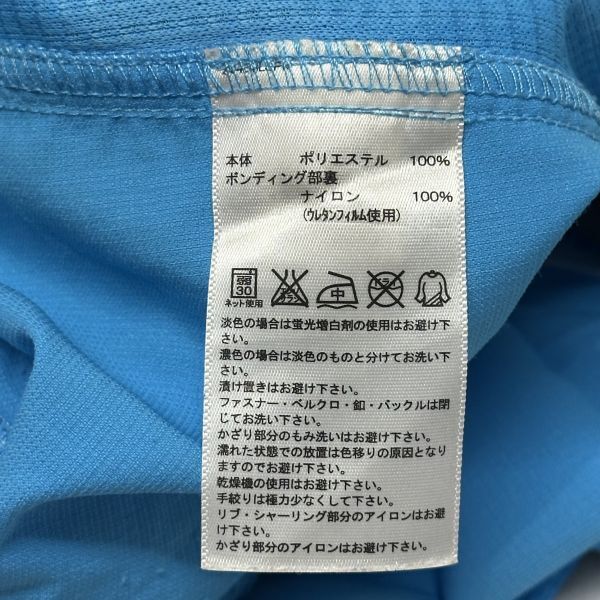 本体 ポリエステル 100%
ボンディング部裏
ナイロン 100%
(ウレタンフィルム使用)
弱
30
ネット使用
エンソ
サラシ
中
ドライ
淡色の場合は蛍光増白剤の使用はお避け下
さい。
濃色の場合は淡色のものと分けてお洗い下
さい。
漬け置きはお避け下さい。
ファスナー・ベルクロ・釦・バックルは閉
じてお洗い下さい。
かざり部分のもみ洗いはお避け下さい。
濡れた状態での放置は色移りの原因となり
ますのでお避け下さい。
乾燥機の使用はお避け下さい。
手絞りは極力少なくして下さい。
リブ・シャーリング部分のアイロンはお避け
下さい。
かざり部分のアイロンはお避け下さい。